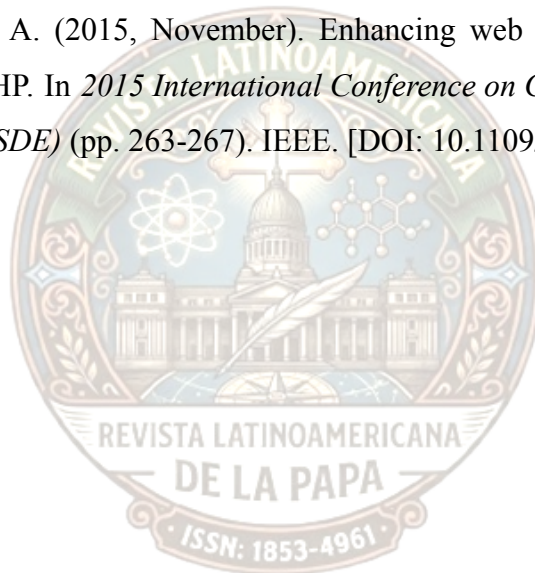 A. (2015, November). Enhancing web
HP. In 2015 International Conference on
SDE) (pp. 263-267). IEEE. [DOI: 10.1109
REVISTA LATINOAMERICANA
REVISTA LATINOAMERICANA
DE LA PAPA
ISSN: 1853-4961